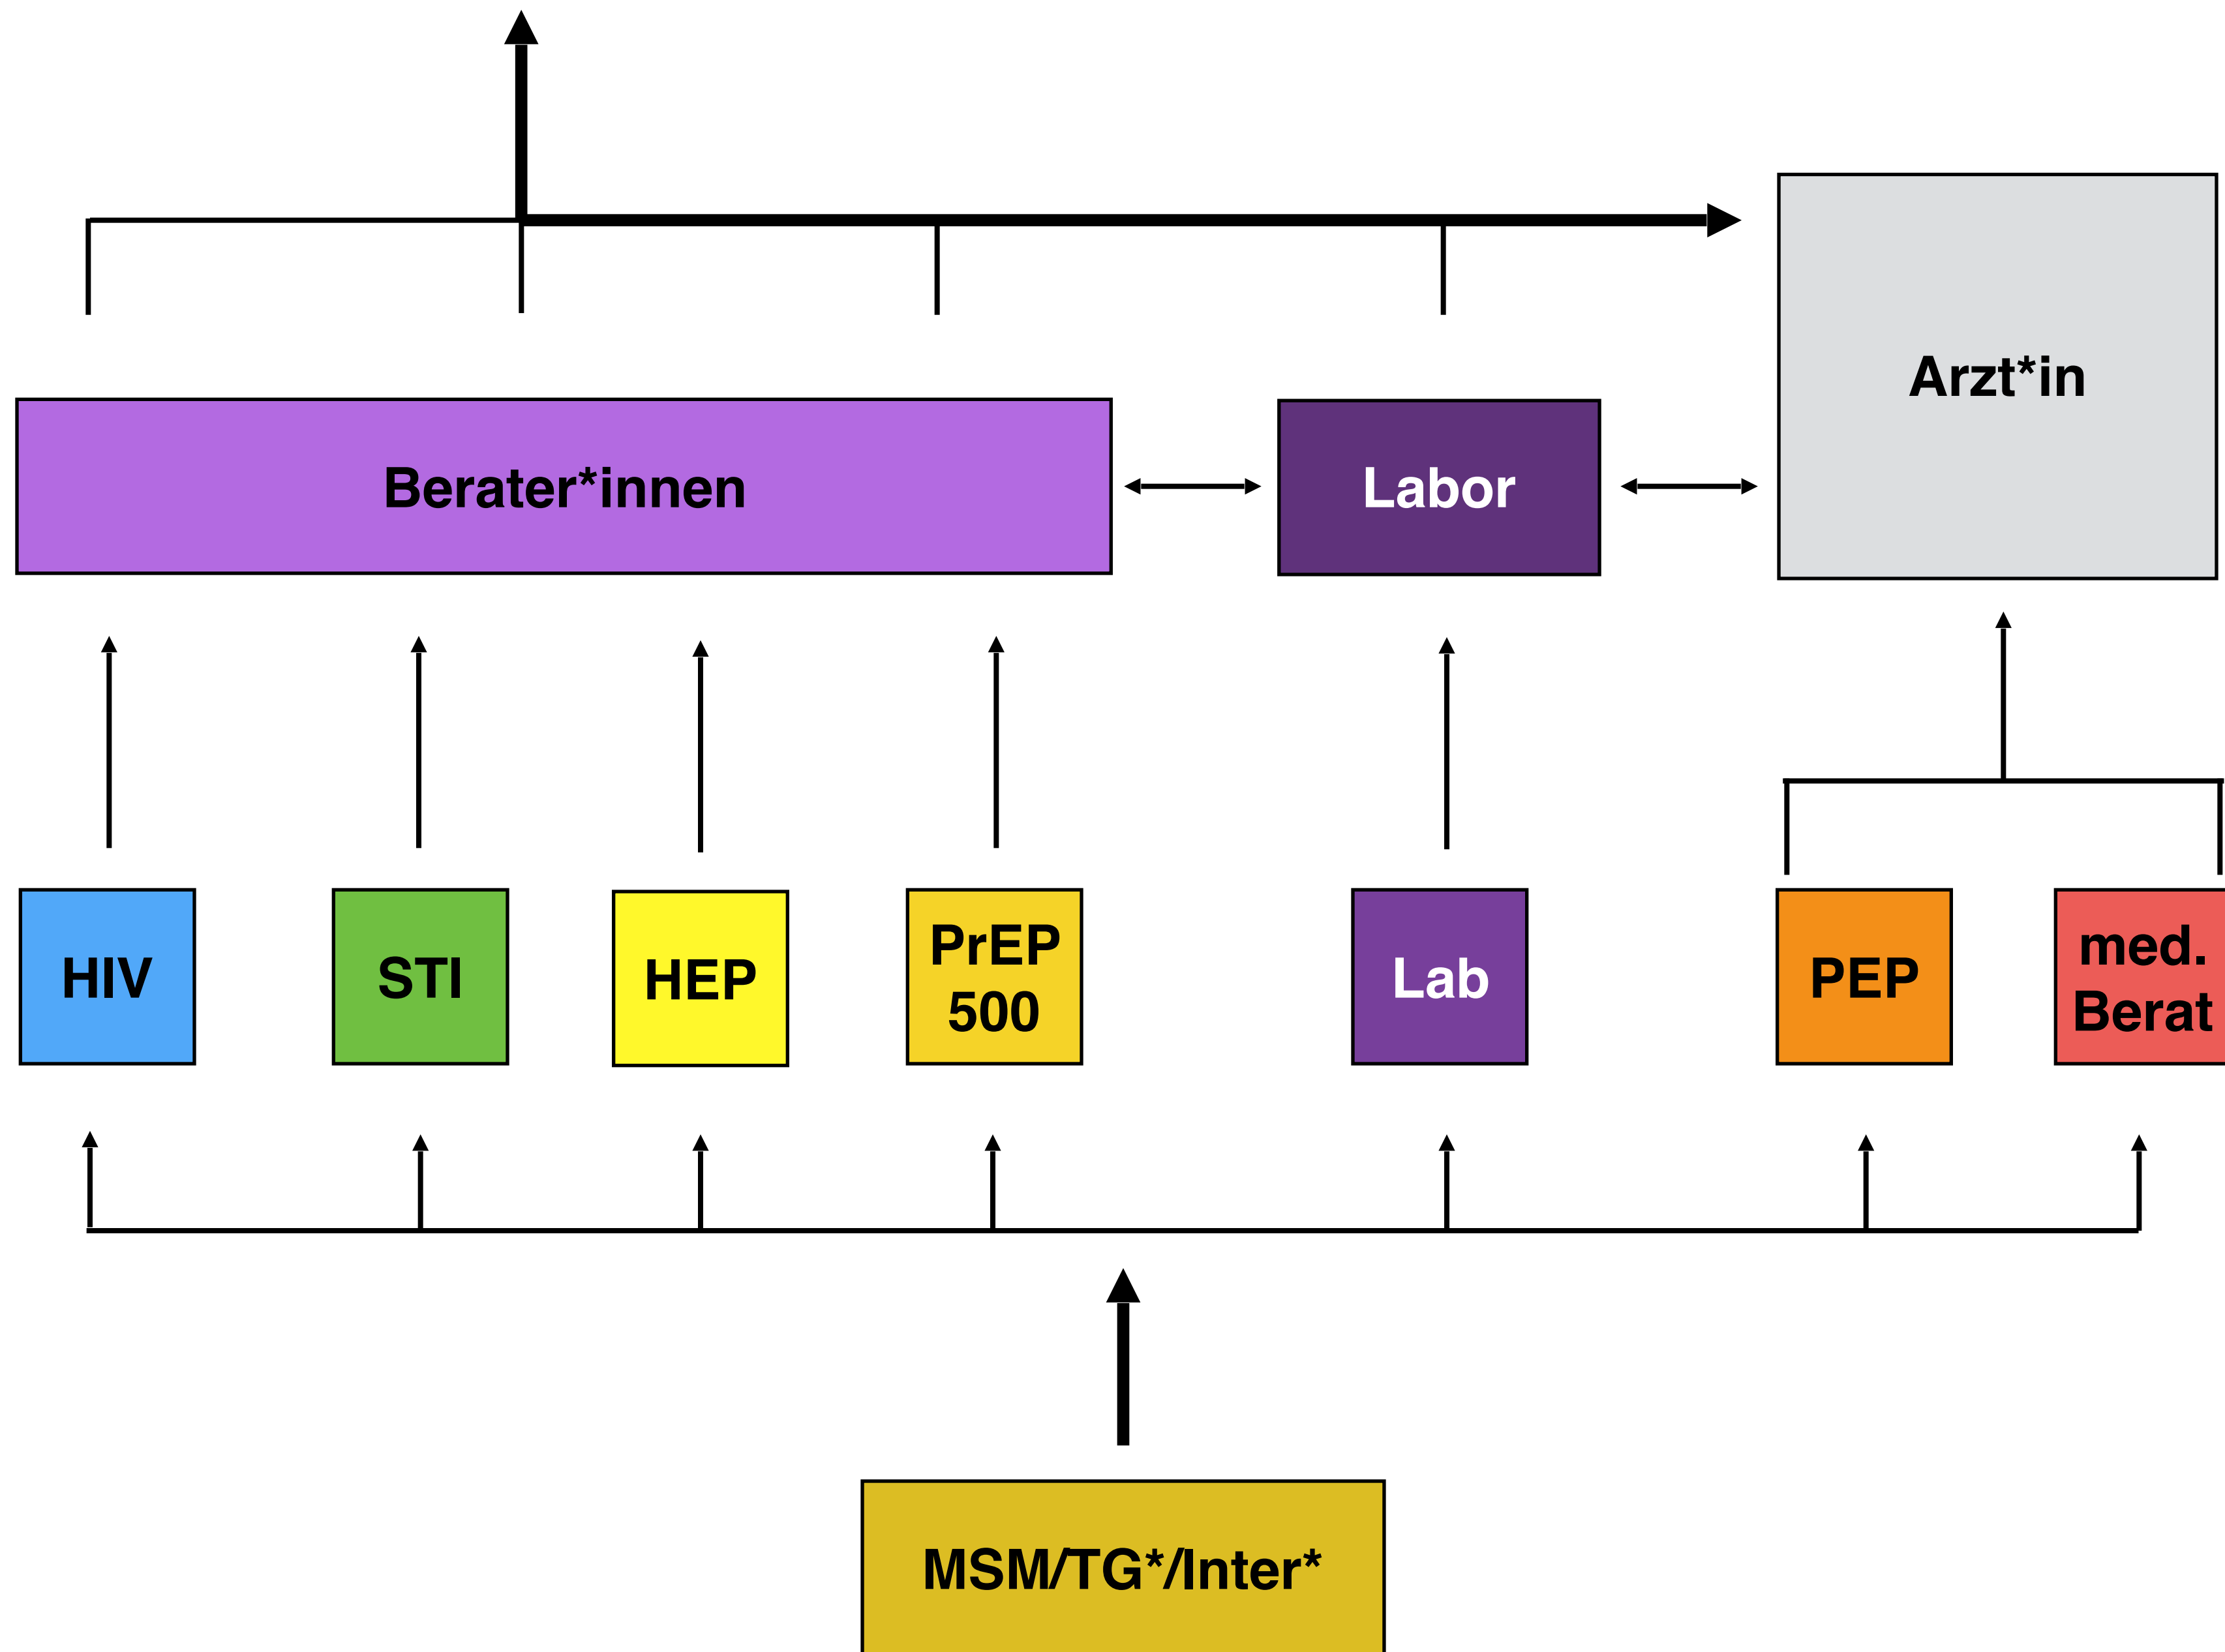 Arzt*in
Berater*innen
Labor
HIV
STI
HEP
PrEP
500
Lab
PEP
med.
Berat
MSM/TG*/Inter*